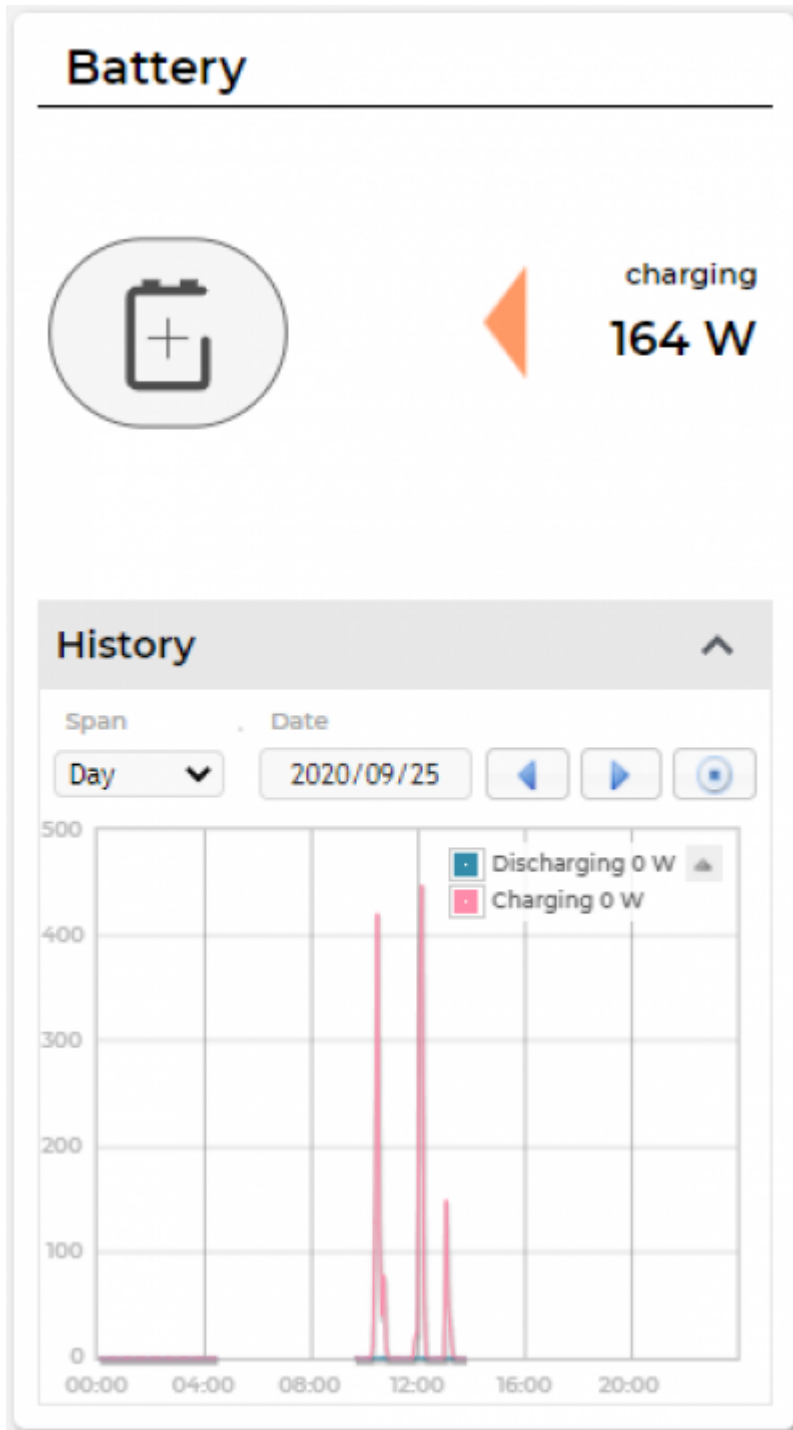 Battery
charging
164 W
History
Span . Date
Day 2020/09/25
500
Discharging 0 W
Charging 0 W
400
300
200
100
0
00:00 04:00 08:00 12:00 16:00 20:00